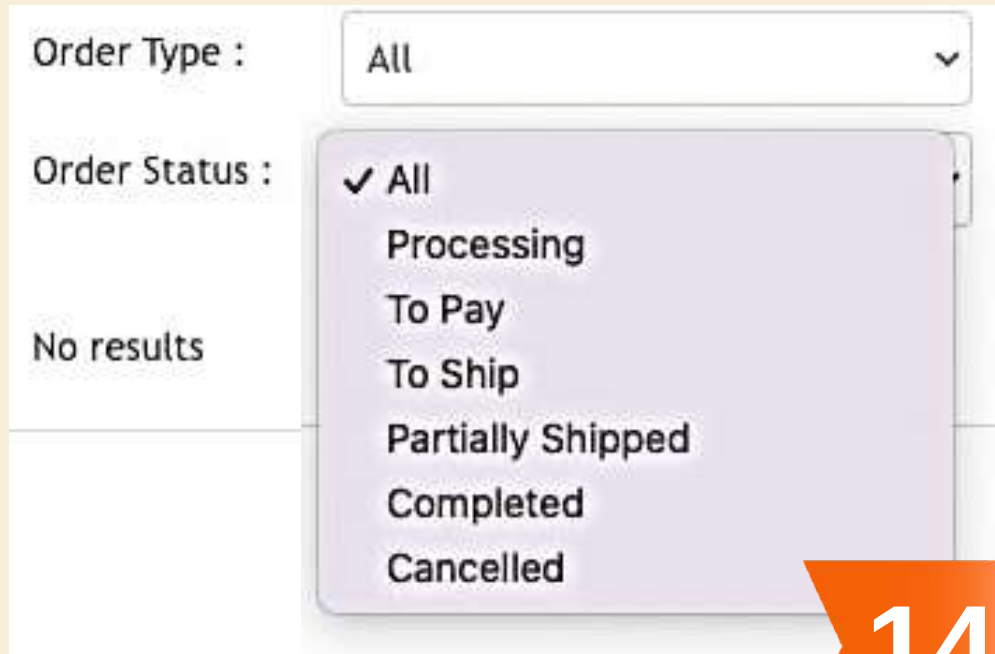 Order Type :
All
Order Status :
✓ All
Processing
To Pay
No results
To Ship
Partially Shipped
Completed
Cancelled
14